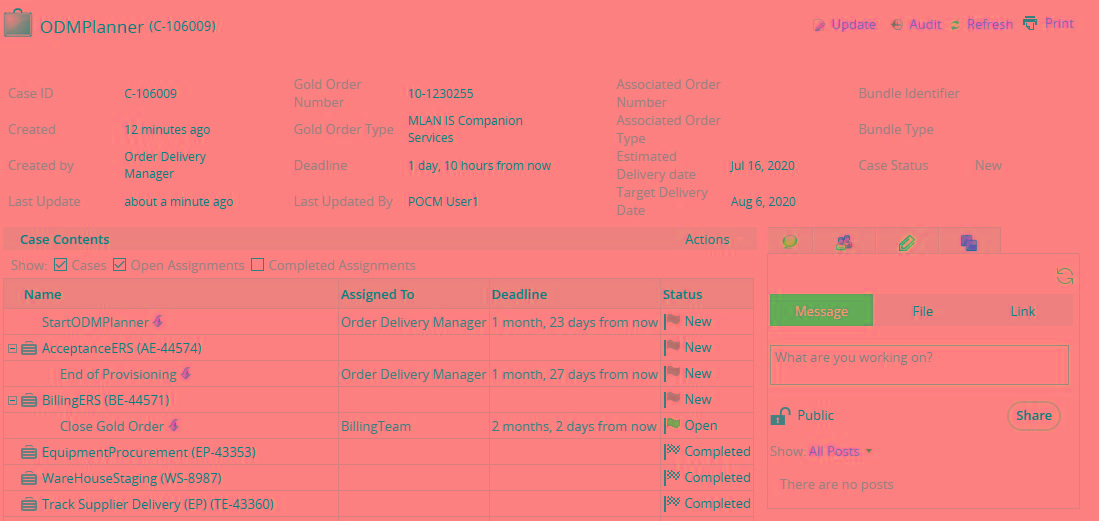 ODMPlanner (C-106009)
Update Audit Refresh Print
Case ID C-106009 Gold Order Number 10-1230255 Associated Order Number Bundle Identifier
Created 12 minutes ago Gold Order Type MLAN IS Companion Services Associated Order Type Bundle Type
Created by Order Delivery Manager Deadline 1 day, 10 hours from now Estimated Delivery date Jul 16, 2020 Case Status New
Last Update about a minute ago Last Updated By POCM User1 Target Delivery Date Aug 6, 2020
Case Contents Actions
Show: Cases Open Assignments Completed Assignments
Name Assigned To Deadline Status
StartODMPlanner Order Delivery Manager 1 month, 23 days from now New
AcceptanceERS (AE-44574) New
End of Provisioning Order Delivery Manager 1 month, 27 days from now New
BillingERS (BE-44571) New
Close Gold Order BillingTeam 2 months, 2 days from now Open
EquipmentProcurement (EP-43353) Completed
WareHouseStaging (WS-8987) Completed
Track Supplier Delivery (EP) (TE-43360) Completed
Message File Link
What are you working on?
Public Share
Show: All Posts
There are no posts